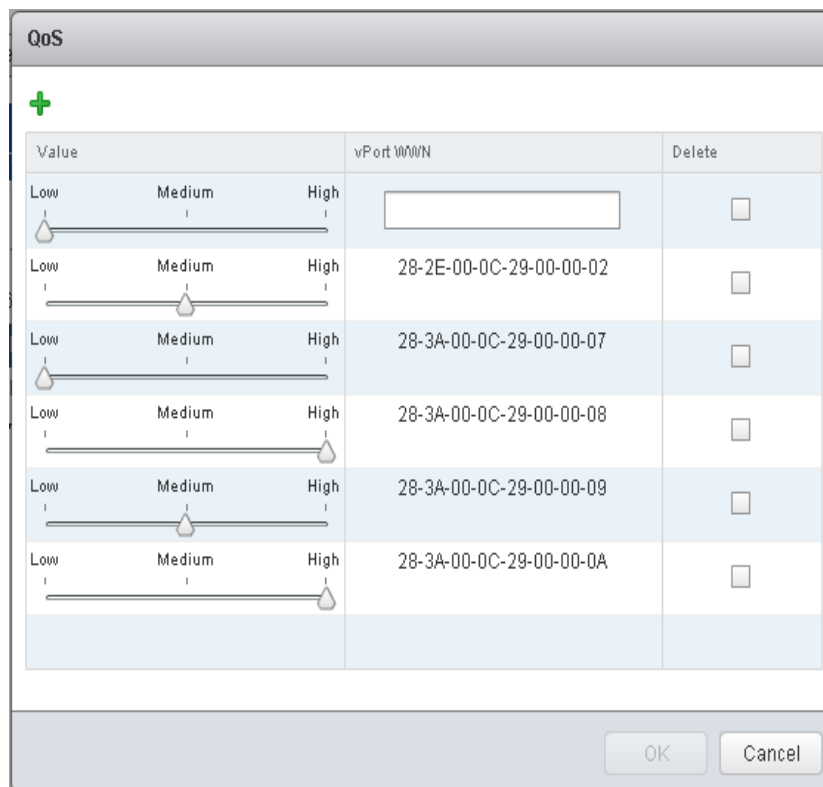 QoS
Value vPort WWN Delete
Low Medium High
Low Medium High 28-2E-00-0C-29-00-00-02
Low Medium High 28-3A-00-0C-29-00-00-07
Low Medium High 28-3A-00-0C-29-00-00-08
Low Medium High 28-3A-00-0C-29-00-00-09
Low Medium High 28-3A-00-0C-29-00-00-0A
OK Cancel